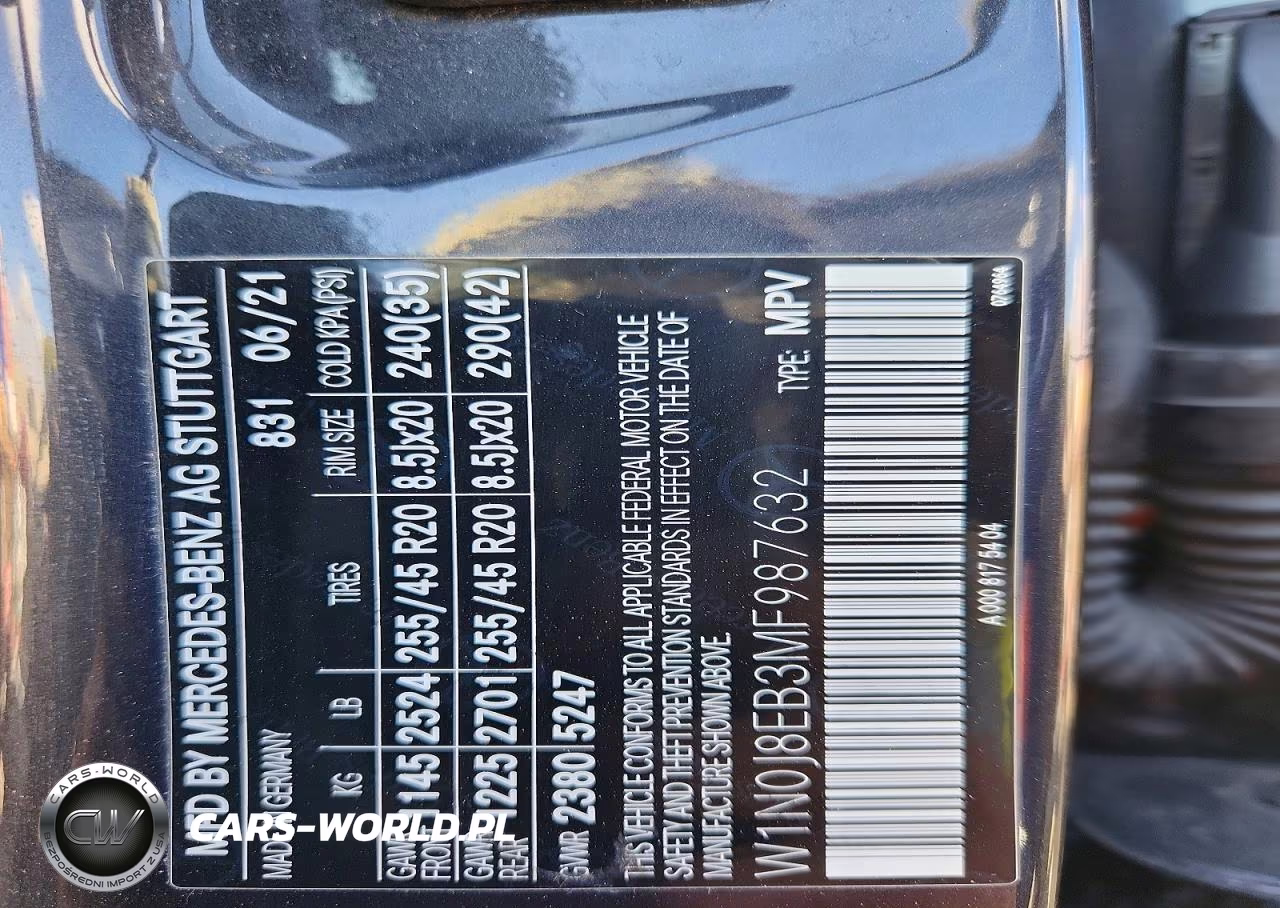 MFD BY MERCEDES-BENZ AG STUTTGART
MADE GERMANY 831 06/21
KG LB TIRES RIM SIZE COLD KPA(PSI)
GAWR FRONT 1145 2524 255/45 R20 8.5Jx20 240(35)
GAWR REAR 1225 2701 255/45 R20 8.5Jx20 290(42)
GVWR 2380 5247
THIS VEHICLE CONFORMS TO ALL APPLICABLE FEDERAL MOTOR VEHICLE
SAFETY AND THEFT PREVENTION STANDARDS IN EFFECT ON THE DATE OF
MANUFACTURE SHOWN ABOVE.
W1N0J8EB3MF987632 TYPE: MPV
A 000 817 54 04
CARS-WORLD
CW
BEZPOŚREDNI IMPORT Z USA
CARS-WORLD.PL